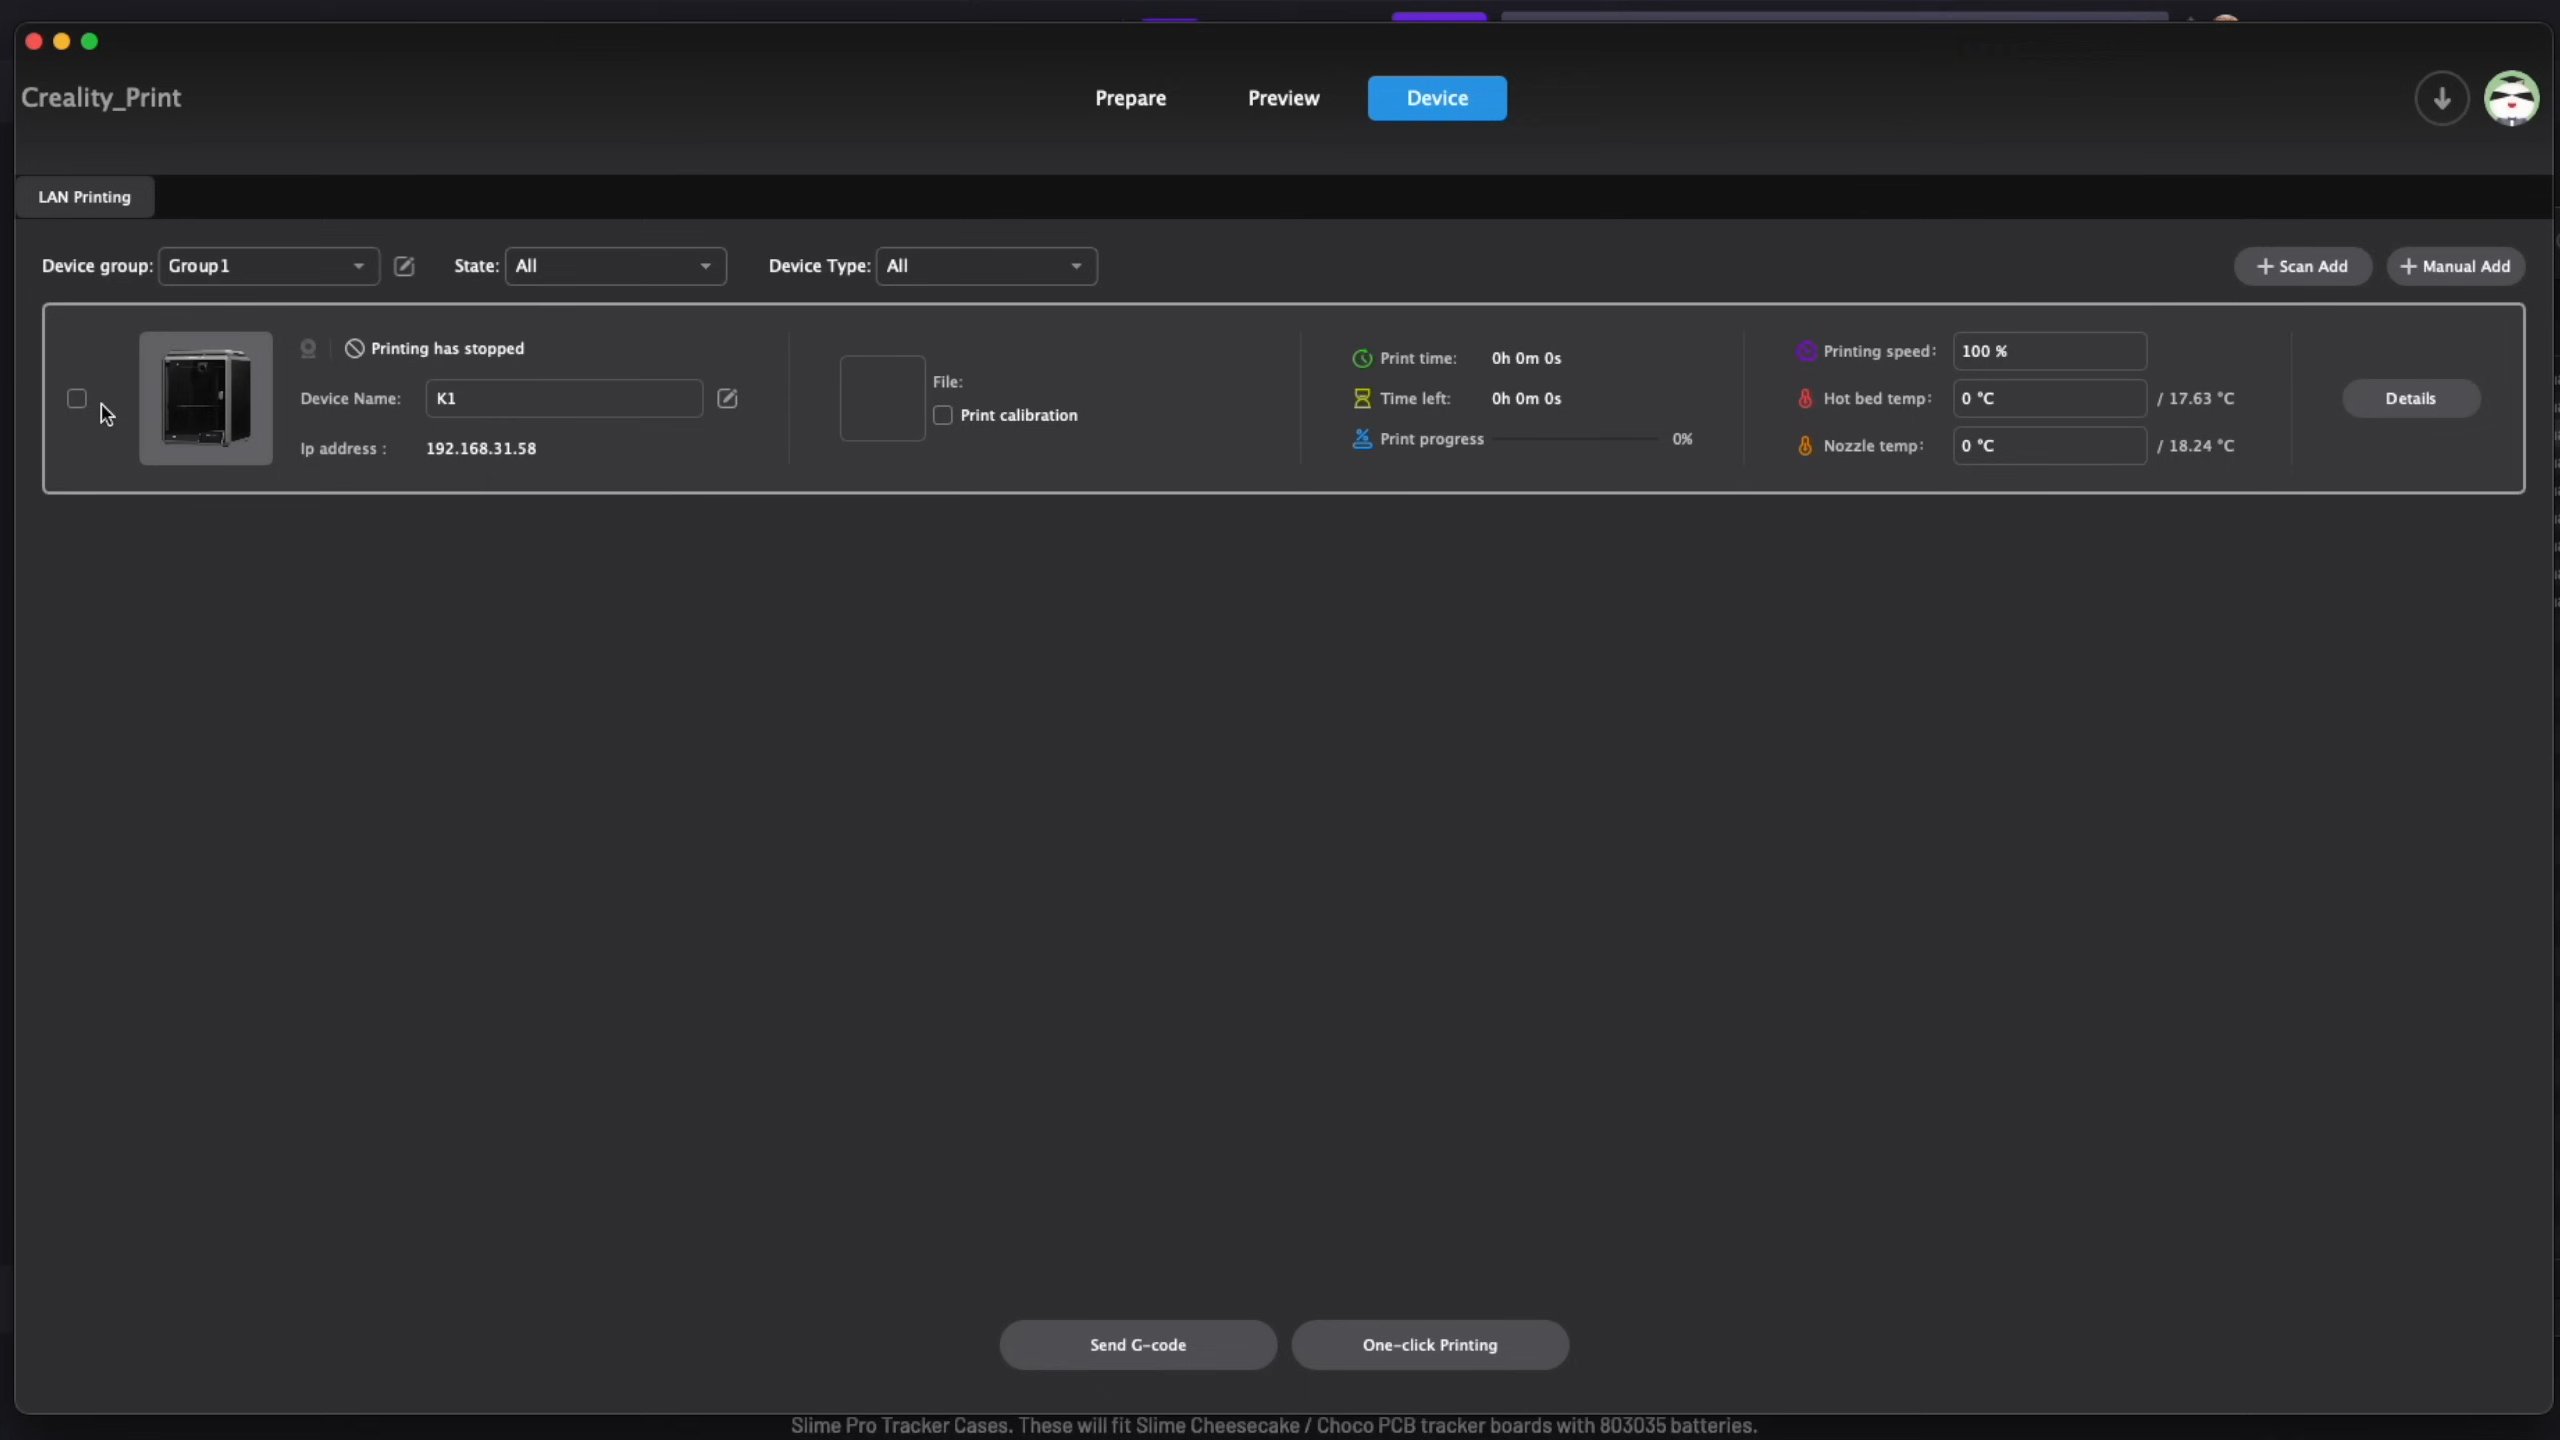 Creality_Print
Prepare
Preview
Device
LAN Printing
Device group:
Group1
State:
All
Device Type:
All
+ Scan Add
+ Manual Add
Printing has stopped
Device Name:
K1
Ip address :
192.168.31.58
File:
Print calibration
Print time:
0h 0m 0s
Time left:
0h 0m 0s
Print progress
0%
Printing speed:
100 %
Hot bed temp:
0 °C
/ 17.63 °C
Nozzle temp:
0 °C
/ 18.24 °C
Details
Send G-code
One-click Printing
Slime Pro Tracker Cases. These will fit Slime Cheesecake / Choco PCB tracker boards with 803035 batteries.